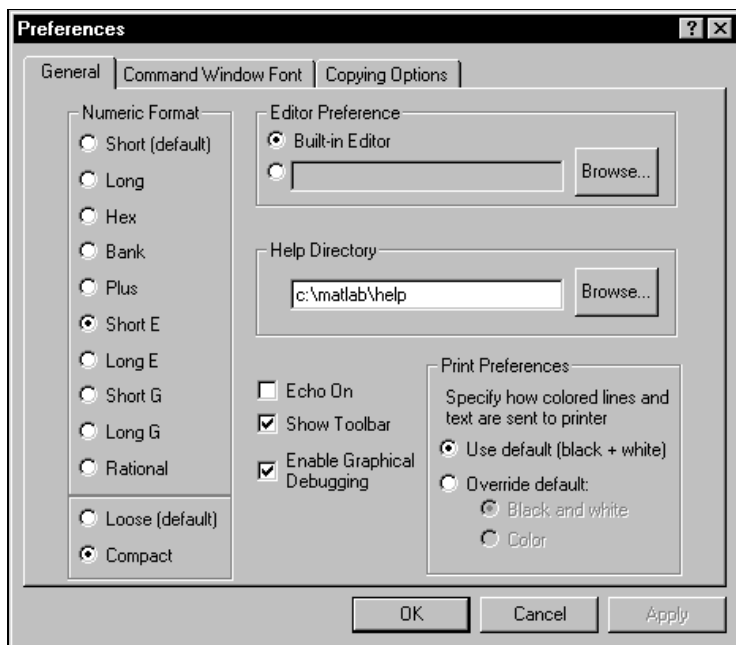 Preferences
General
Command Window Font
Copying Options
Numeric Format
Short (default)
Long
Hex
Bank
Plus
Short E
Long E
Short G
Long G
Rational
Loose (default)
Compact
Editor Preference
Built-in Editor
Browse...
Help Directory
c:\matlab\help
Browse...
Echo On
Show Toolbar
Enable Graphical
Debugging
Print Preferences
Specify how colored lines and
text are sent to printer
Use default (black + white)
Override default:
Black and white
Color
OK
Cancel
Apply